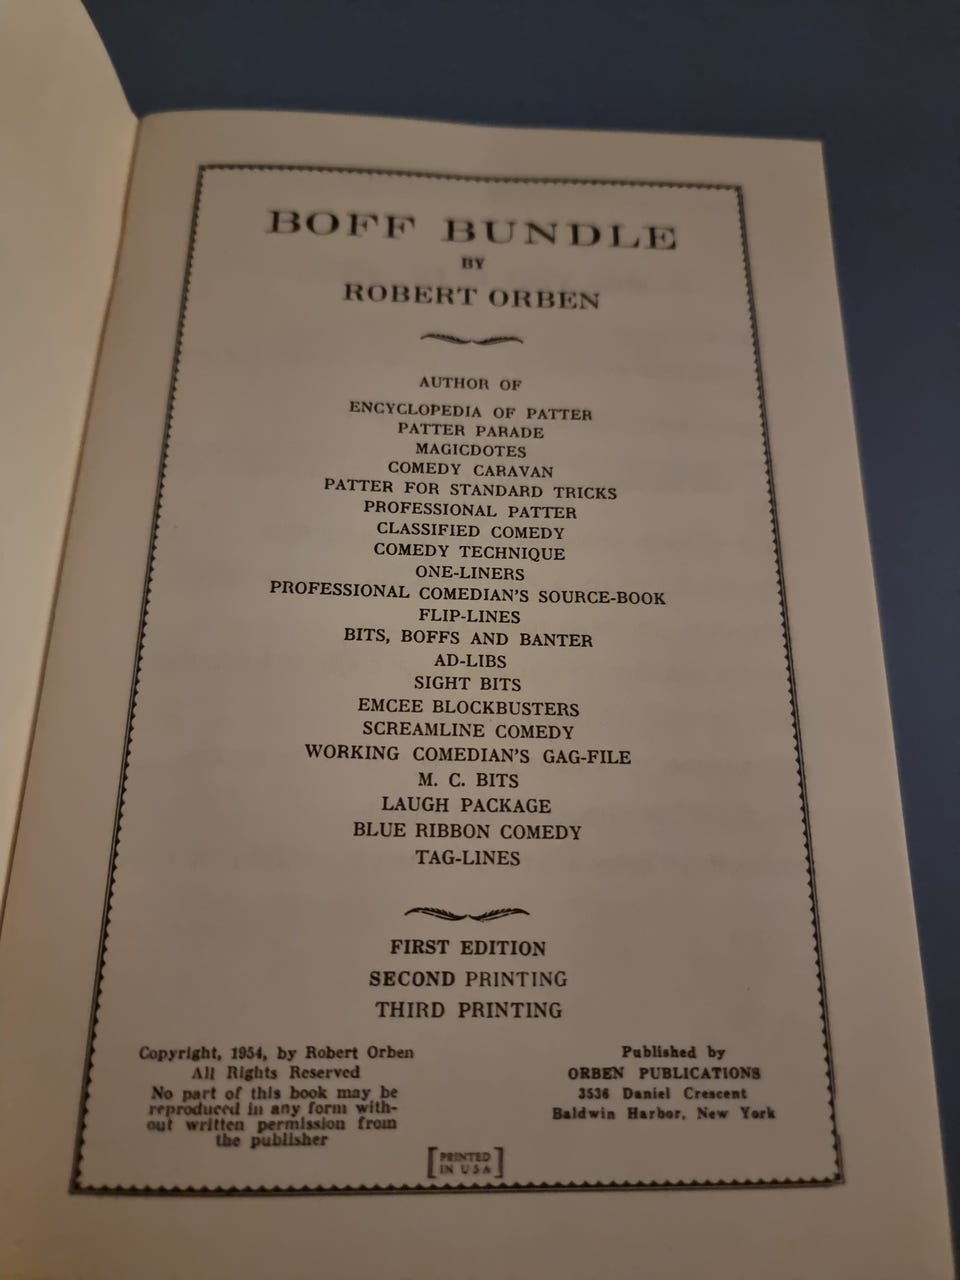 BOFF BUNDLE
BY
ROBERT ORBEN
AUTHOR OF
ENCYCLOPEDIA OF PATTER
PATTER PARADE
MAGICDOTES
COMEDY CARAVAN
PATTER FOR STANDARD TRICKS
PROFESSIONAL PATTER
CLASSIFIED COMEDY
COMEDY TECHNIQUE
ONE-LINERS
PROFESSIONAL COMEDIAN'S SOURCE-BOOK
FLIP-LINES
BITS, BOFFS AND BANTER
AD-LIBS
SIGHT BITS
EMCEE BLOCKBUSTERS
SCREAMLINE COMEDY
WORKING COMEDIAN'S GAG-FILE
M. C. BITS
LAUGH PACKAGE
BLUE RIBBON COMEDY
TAG-LINES
FIRST EDITION
SECOND PRINTING
THIRD PRINTING
Copyright, 1954, by Robert Orben
All Rights Reserved
No part of this book may be
reproduced in any form with-
out written permission from
the publisher
Published by
ORBEN PUBLICATIONS
3536 Daniel Crescent
Baldwin Harbor, New York
[PRINTED
IN U S A]